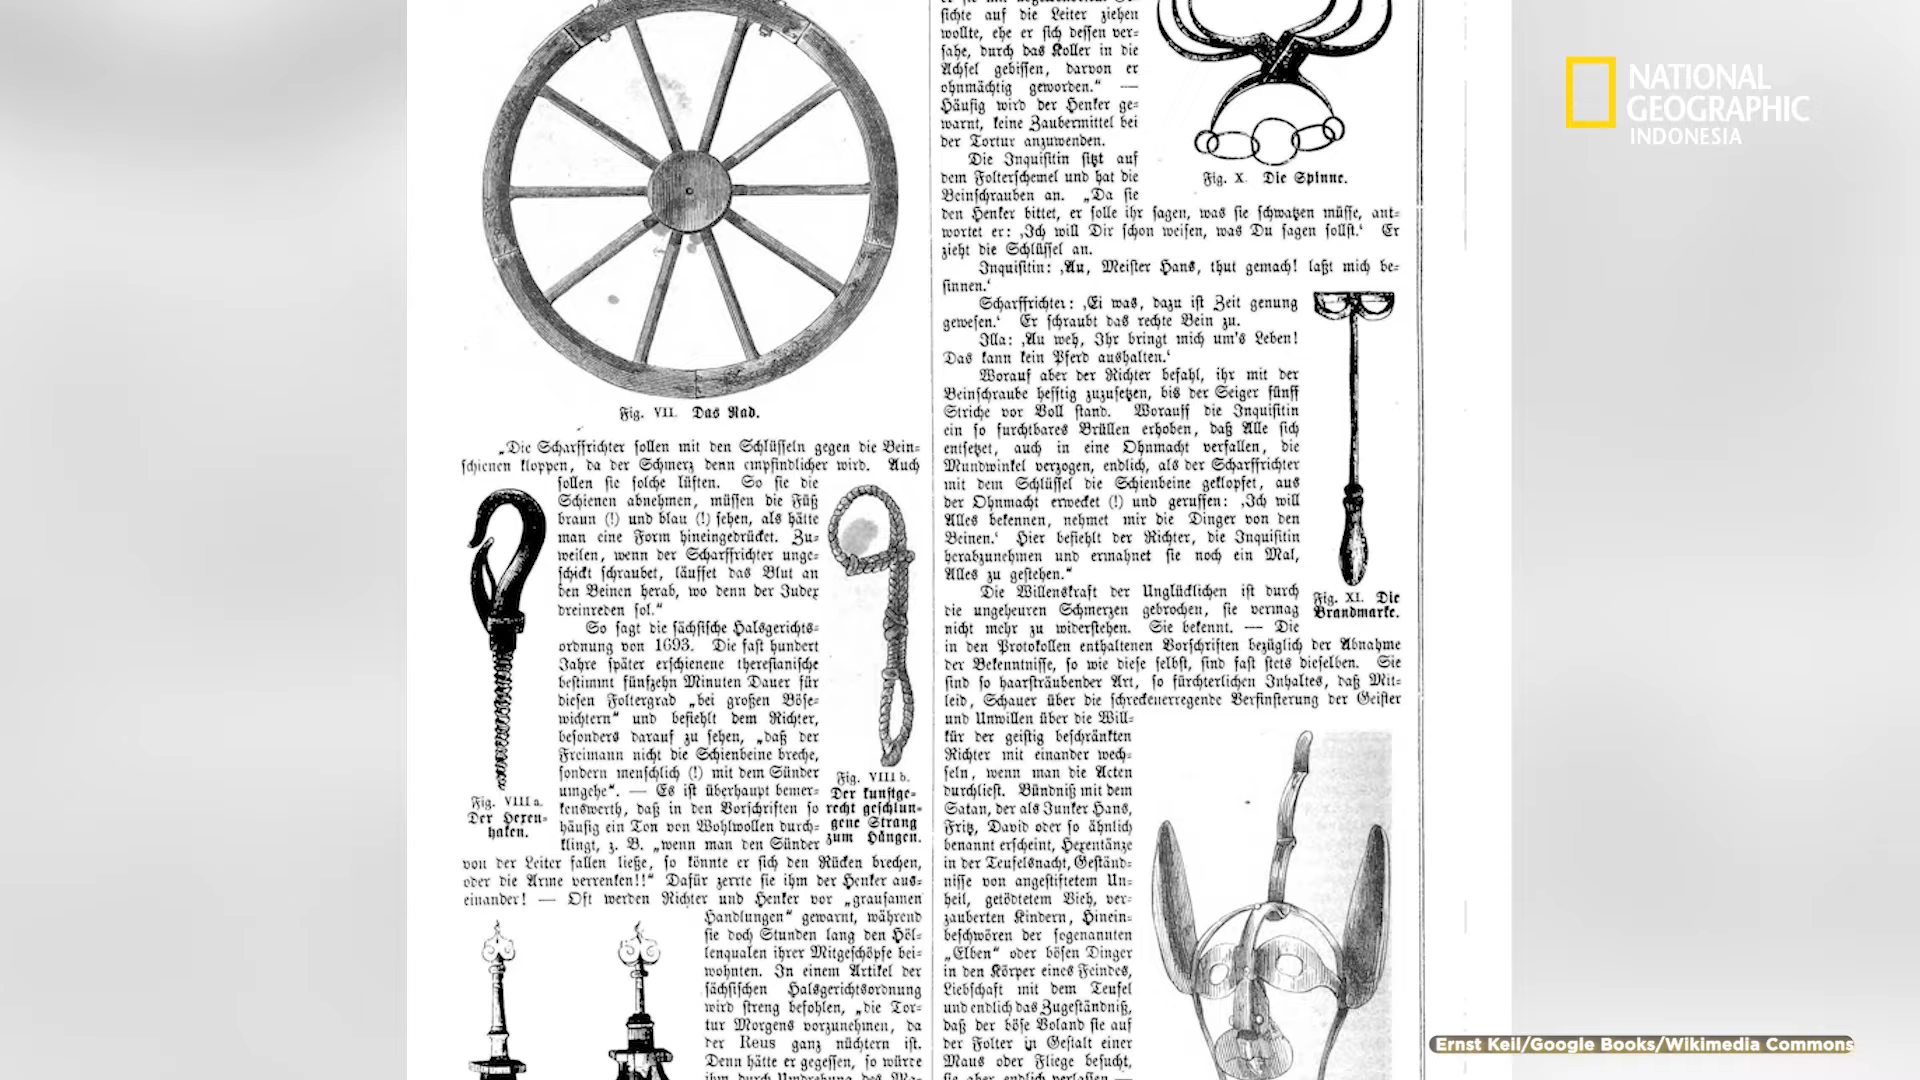 Fig. VII. Das Rad.
„Die Scharffrichter sollen mit den Schlüsseln gegen die Bein-
schienen kloppen, da der Schmerz denn empfindlicher wird. Auch
sollen sie solche lüften. So sie die
Schienen abnehmen, müssen die Füß
braun (!) und blau (!) sehen, als hätte
man eine Form hineingedrücket. Zu-
weilen, wenn der Scharffrichter unge-
schickt schraubet, läuffet das Blut an
den Beinen herab, wo denn der Judex
dreinreden sol.“
So sagt die sächsische Halsgerichts-
ordnung von 1693. Die fast hundert
Jahre später erschienene theresianische
bestimmt fünfzehn Minuten Dauer für
diesen Foltergrad „bei großen Böse-
wichtern“ und befiehlt dem Richter,
besonders darauf zu sehen, „daß der
Freimann nicht die Schienbeine breche,
sondern menschlich (!) mit dem Sünder
umgehe“. — Es ist überhaupt bemer-
kenswerth, daß in den Vorschriften so
häufig ein Ton von Wohlwollen durch-
klingt, z. B. „wenn man den Sünder
von der Leiter fallen ließe, so könnte er sich den Rücken brechen,
oder die Arme verrenken!!“ Dafür zerrte sie ihm der Henker aus-
einander! — Oft werden Richter und Henker vor „grausamen
Handlungen“ gewarnt, während
sie doch Stunden lang den Höl-
lenqualen ihrer Mitgeschöpfe bei-
wohnten. In einem Artikel der
sächsischen Halsgerichtsordnung
wird streng befohlen, „die Tor-
tur Morgens vorzunehmen, da
der Reus ganz nüchtern ist.
Denn hätte er gegessen, so würde
Fig. VIII a.
Der Hexen-
haken.
Fig. VIII b.
Der kunstge-
recht geschlun-
gene Strang
zum Hängen.
sichte auf die Leiter ziehen
wollte, ehe er sich dessen ver-
sahe, durch das Koller in die
Achsel gebissen, darvon er
ohnmächtig geworden.“ —
Häufig wird der Henker ge-
warnt, keine Zaubermittel bei
der Tortur anzuwenden.
Die Inquisitin sitzt auf
dem Folterschemel und hat die
Beinschrauben an. „Da sie
den Henker bittet, er solle ihr sagen, was sie schwatzen müsse, ant-
wortet er: ‚Ich will Dir schon weisen, was Du sagen sollst.‘ Er
zieht die Schlüssel an.
Inquisitin: ‚Au, Meister Hans, thut gemach! laßt mich be-
sinnen.‘
Scharffrichter: ‚Ei was, dazu ist Zeit genung
gewesen.‘ Er schraubt das rechte Bein zu.
Illa: ‚Au weh, Ihr bringt mich um's Leben!
Das kann kein Pferd aushalten.‘
Worauf aber der Richter befahl, ihr mit der
Beinschraube hefftig zuzusetzen, bis der Seiger fünff
Striche vor Voll stand. Worauff die Inquisitin
ein so furchtbares Brüllen erhoben, daß Alle sich
entsetzet, auch in eine Ohnmacht verfallen, die
Mundwinkel verzogen, endlich, als der Scharffrichter
mit dem Schlüssel die Schienbeine geklopfet, aus
der Ohnmacht erwecket (!) und geruffen: ‚Ich will
Alles bekennen, nehmet mir die Dinger von den
Beinen.‘ Hier befiehlt der Richter, die Inquisitin
herabzunehmen und ermahnet sie noch ein Mal,
Alles zu gestehen.“
Die Willenskraft der Unglücklichen ist durch
die ungeheuren Schmerzen gebrochen, sie vermag
nicht mehr zu widerstehen. Sie bekennt. — Die
in den Protokollen enthaltenen Vorschriften bezüglich der Abnahme
der Bekenntnisse, so wie diese selbst, sind fast stets dieselben. Sie
sind so haarsträubender Art, so fürchterlichen Inhaltes, daß Mit-
leid, Schauer über die schreckenerregende Verfinsterung der Geister
und Unwillen über die Will-
kür der geistig beschränkten
Richter mit einander wech-
seln, wenn man die Acten
durchliest. Bündniß mit dem
Satan, der als Junker Hans,
Fritz, David oder so ähnlich
benannt erscheint, Hexentänze
in der Teufelsnacht, Geständ-
nisse von angestiftetem Un-
heil, getödtetem Vieh, ver-
zauberten Kindern, Hinein-
beschwören der sogenannten
„Elben“ oder bösen Dinger
in den Körper eines Feindes,
Liebschaft mit dem Teufel
und endlich das Zugeständniß,
daß der böse Voland sie auf
der Folter in Gestalt einer
Maus oder Fliege besucht,
Fig. X. Die Spinne.
Fig. XI. Die
Brandmarke.
NATIONAL
GEOGRAPHIC
INDONESIA
Ernst Keil/Google Books/Wikimedia Commons